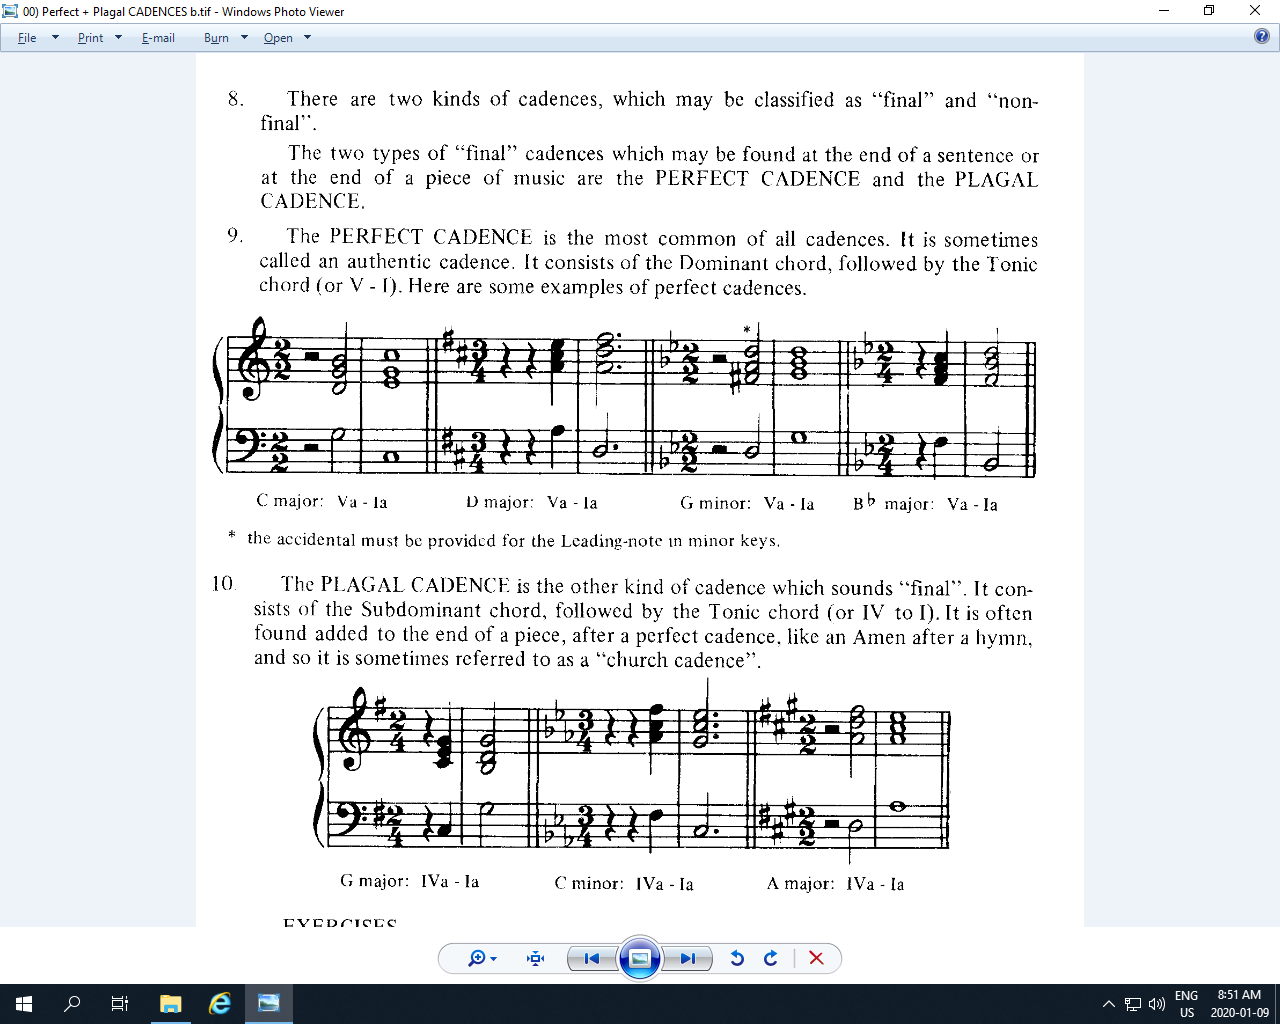 00) Perfect + Plagal CADENCES b.tif - Windows Photo Viewer
File Print E-mail Burn Open
8. There are two kinds of cadences, which may be classified as “final” and “non-
final”.
The two types of “final” cadences which may be found at the end of a sentence or
at the end of a piece of music are the PERFECT CADENCE and the PLAGAL
CADENCE.
9. The PERFECT CADENCE is the most common of all cadences. It is sometimes
called an authentic cadence. It consists of the Dominant chord, followed by the Tonic
chord (or V - I). Here are some examples of perfect cadences.
*
C major: Va - Ia D major: Va - Ia G minor: Va - Ia B♭ major: Va - Ia
* the accidental must be provided for the Leading-note in minor keys.
10. The PLAGAL CADENCE is the other kind of cadence which sounds “final”. It con-
sists of the Subdominant chord, followed by the Tonic chord (or IV to I). It is often
found added to the end of a piece, after a perfect cadence, like an Amen after a hymn,
and so it is sometimes referred to as a “church cadence”.
G major: IVa - Ia C minor: IVa - Ia A major: IVa - Ia
EXERCISES
ENG 8:51 AM
US 2020-01-09